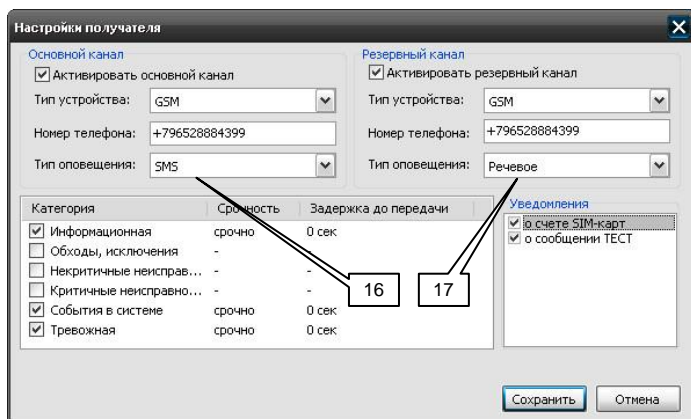 Настройки получателя
Основной канал
Активировать основной канал
Тип устройства: GSM
Номер телефона: +796528884399
Тип оповещения: SMS
Резервный канал
Активировать резервный канал
Тип устройства: GSM
Номер телефона: +796528884399
Тип оповещения: Речевое
Категория Срочность Задержка до передачи
Информационная срочно 0 сек
Обходы, исключения - -
Некритичные неисправ... - -
Критичные неисправно... - -
События в системе срочно 0 сек
Тревожная срочно 0 сек
16
17
Уведомления
о счете SIM-карт
о сообщении ТЕСТ
Сохранить Отмена